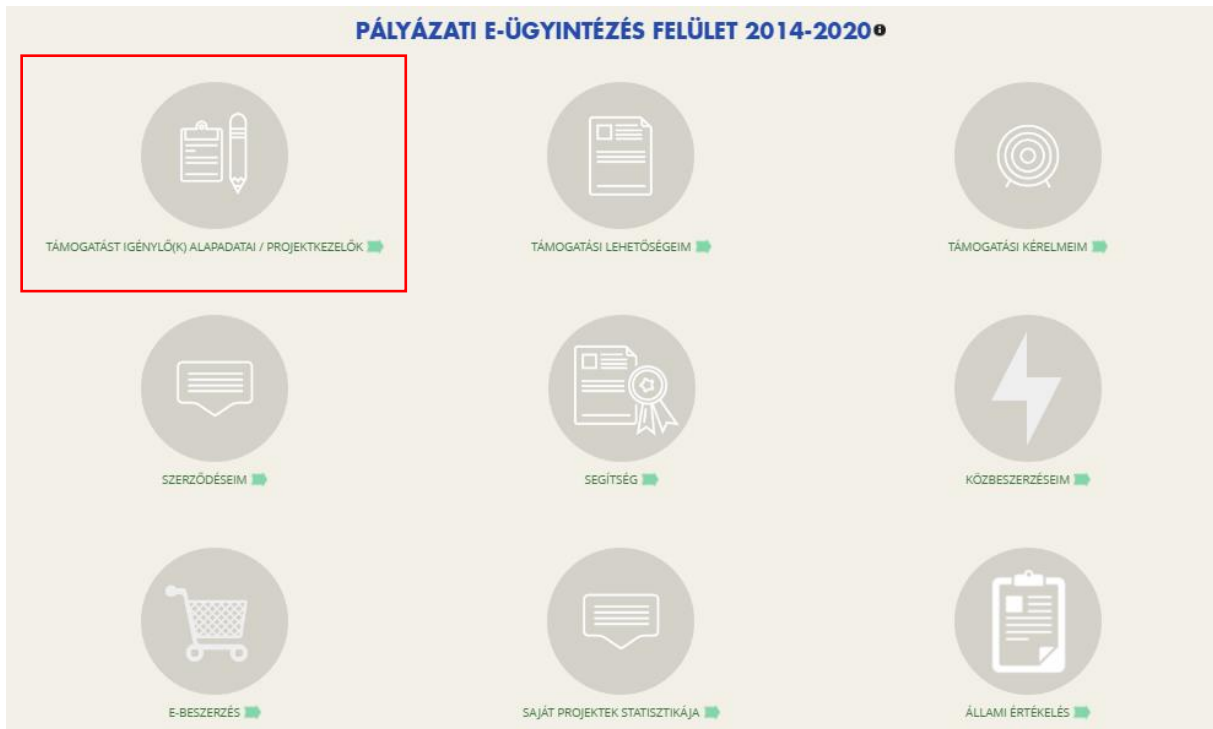 PÁLYÁZATI E-ÜGYINTÉZÉS FELÜLET 2014-2020
TÁMOGATÁST IGÉNYLŐ(K) ALAPADATAI / PROJEKTKEZELŐK
TÁMOGATÁSI LEHETŐSÉGEIM
TÁMOGATÁSI KÉRELMEIM
SZERZŐDÉSEIM
SEGÍTSÉG
KÖZBESZERZÉSEIM
E-BESZERZÉS
SAJÁT PROJEKTEK STATISZTIKÁJA
ÁLLAMI ÉRTÉKELÉS